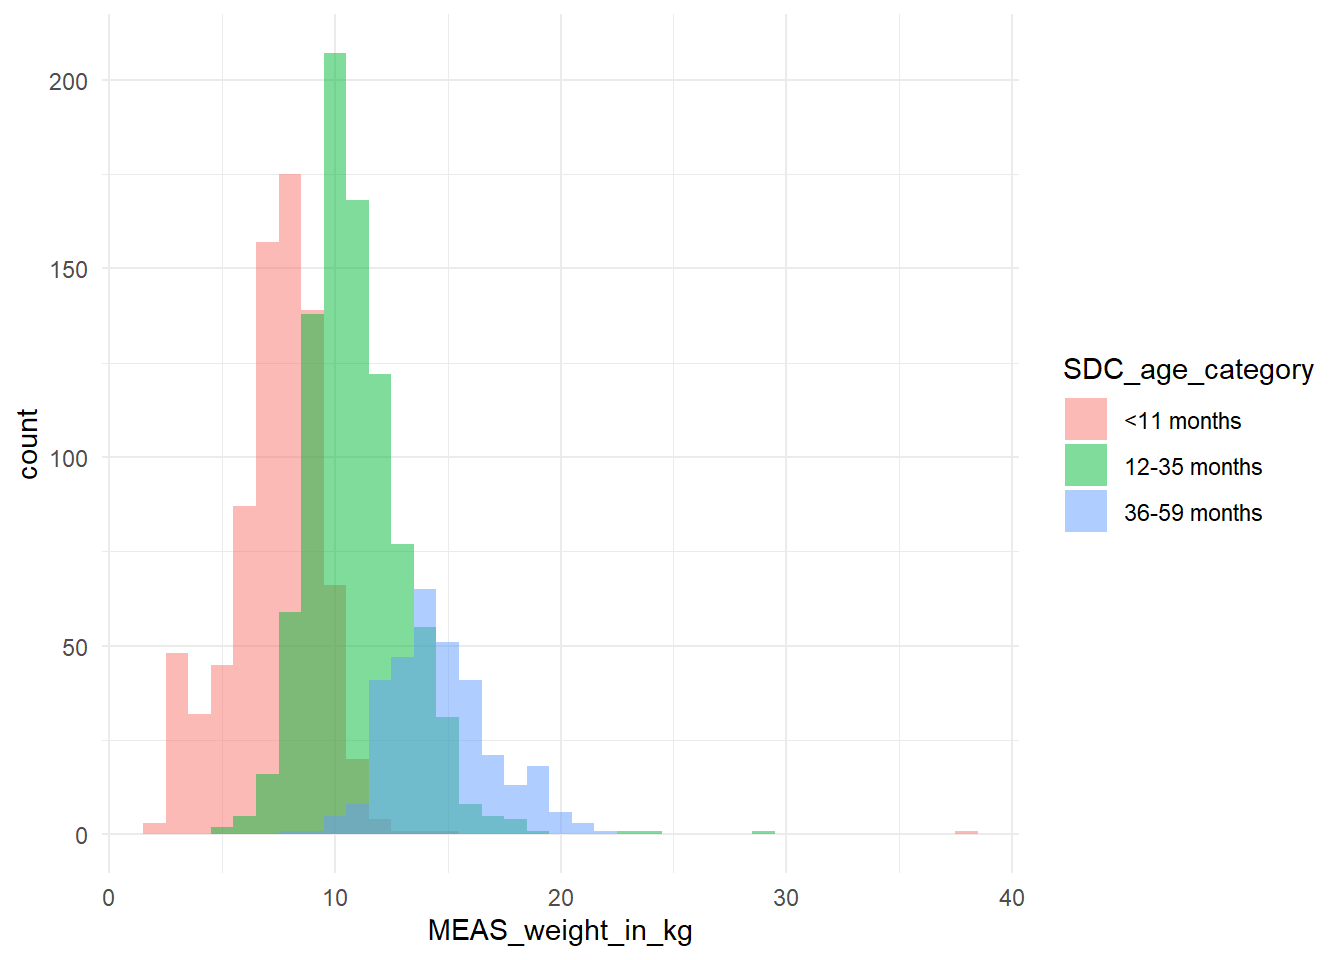 200
150
100
50
0
count
0 10 20 30 40
MEAS_weight_in_kg
SDC_age_category
<11 months
12-35 months
36-59 months